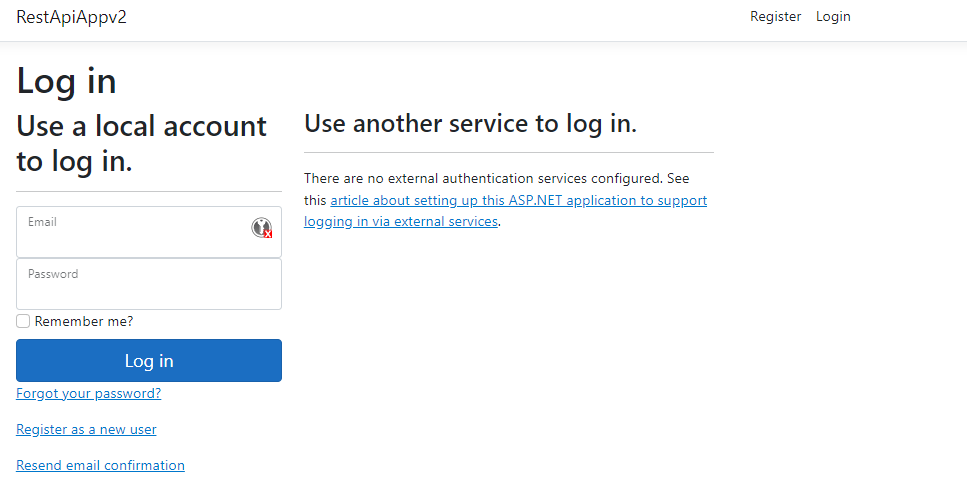 RestApiAppv2
Register Login
Log in
Use a local account
to log in.
Email
Password
Remember me?
Log in
Forgot your password?
Register as a new user
Resend email confirmation
Use another service to log in.
There are no external authentication services configured. See
this article about setting up this ASP.NET application to support
logging in via external services.